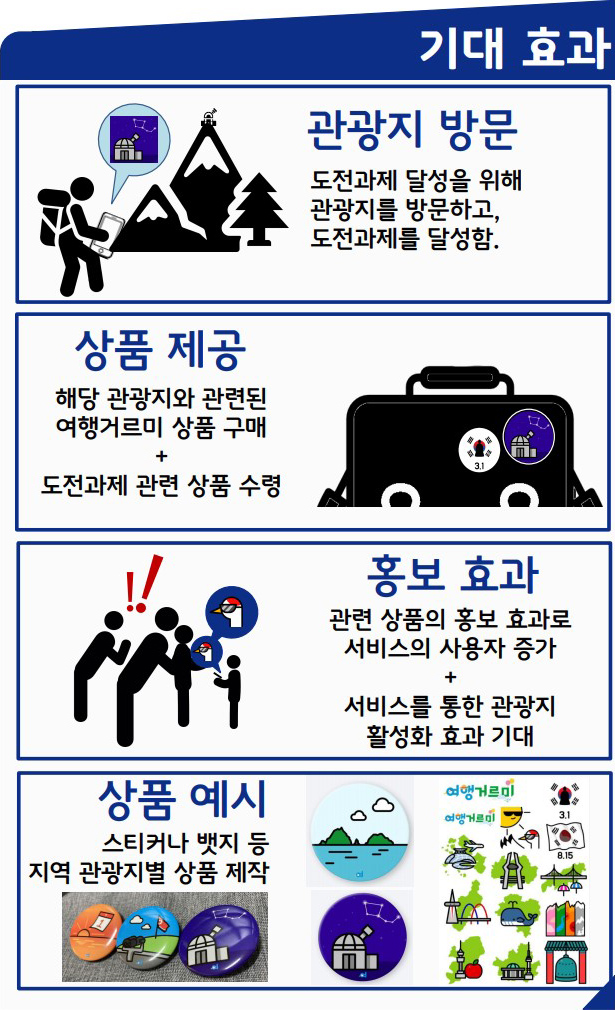 기대 효과
관광지 방문
도전과제 달성을 위해
관광지를 방문하고,
도전과제를 달성함.
상품 제공
해당 관광지와 관련된
여행거르미 상품 구매
+
도전과제 관련 상품 수령
3.1
!!
홍보 효과
관련 상품의 홍보 효과로
서비스의 사용자 증가
+
서비스를 통한 관광지
활성화 효과 기대
상품 예시
스티커나 뱃지 등
지역 관광지별 상품 제작
여행거르미
여행거르미
3.1
8.15